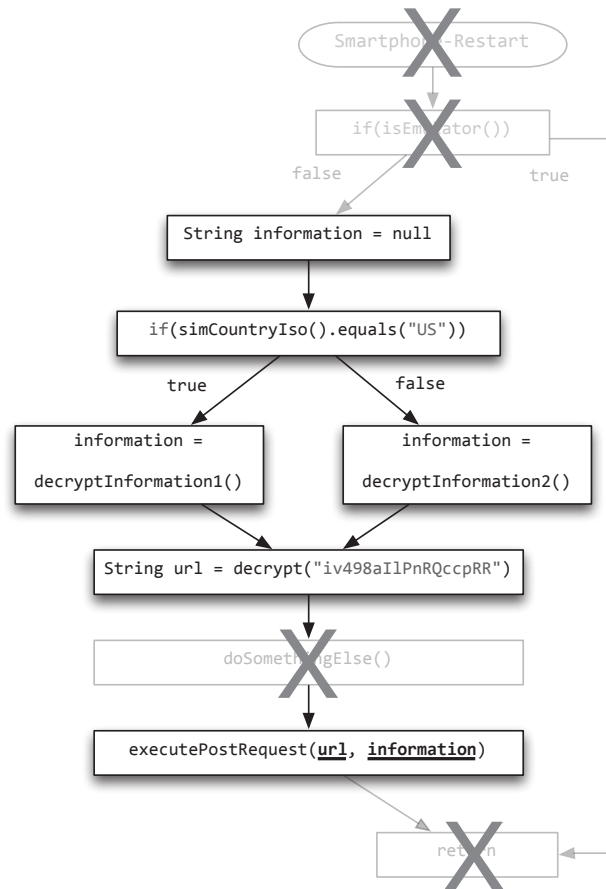 Smartphone-Restart
if(isEmulator())
false
true
String information = null
if(simCountryIso().equals("US"))
true
false
information =
decryptInformation1()
information =
decryptInformation2()
String url = decrypt("iv498aIlPnRQccpRR")
doSomethingElse()
executePostRequest(url, information)
return